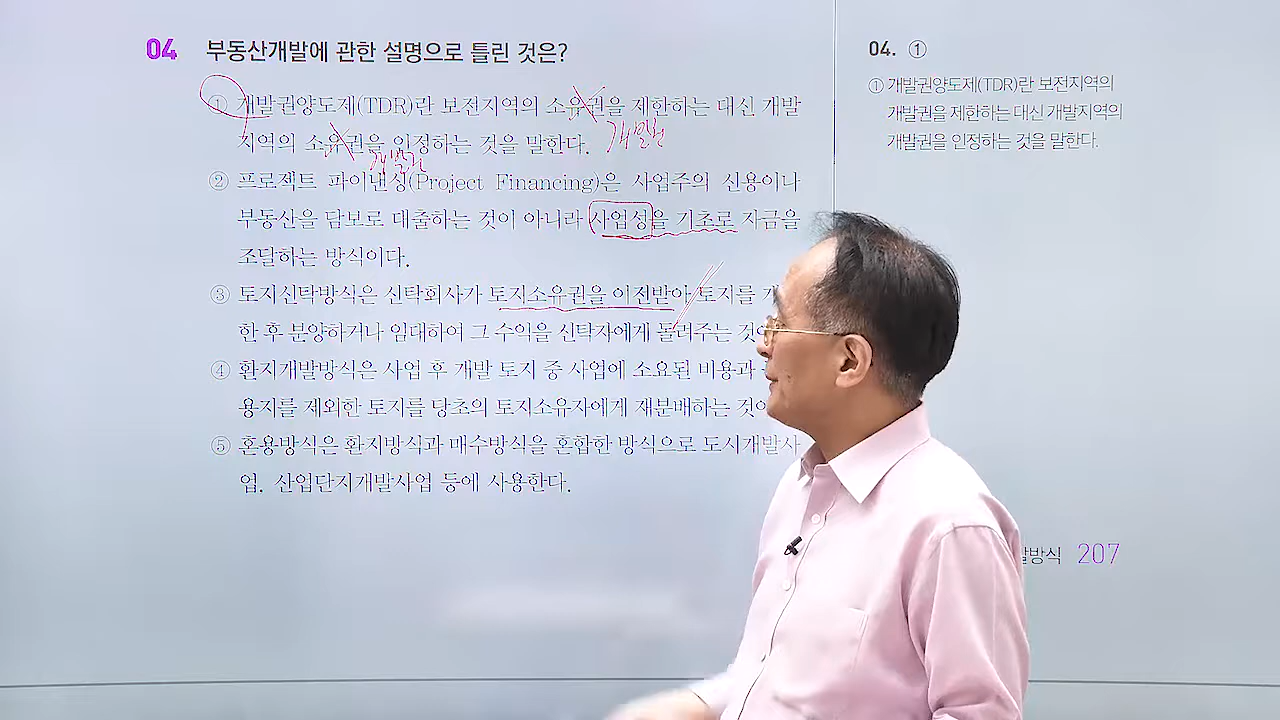 04 부동산개발에 관한 설명으로 틀린 것은?
① 개발권양도제(TDR)란 보전지역의 소유권을 제한하는 대신 개발
지역의 소유권을 인정하는 것을 말한다.
개발권
개발권
② 프로젝트 파이낸싱(Project Financing)은 사업주의 신용이나
부동산을 담보로 대출하는 것이 아니라 사업성을 기초로 자금을
조달하는 방식이다.
③ 토지신탁방식은 신탁회사가 토지소유권을 이전받아 토지를
한 후 분양하거나 임대하여 그 수익을 신탁자에게 돌려주는
④ 환지개발방식은 사업 후 개발 토지 중 사업에 소요된 비용과
용지를 제외한 토지를 당초의 토지소유자에게 재분배하는
⑤ 혼용방식은 환지방식과 매수방식을 혼합한 방식으로 도시개발사
업. 산업단지개발사업 등에 사용한다.
04. ①
① 개발권양도제(TDR)란 보전지역의
개발권을 제한하는 대신 개발지역의
개발권을 인정하는 것을 말한다.
발방식 207